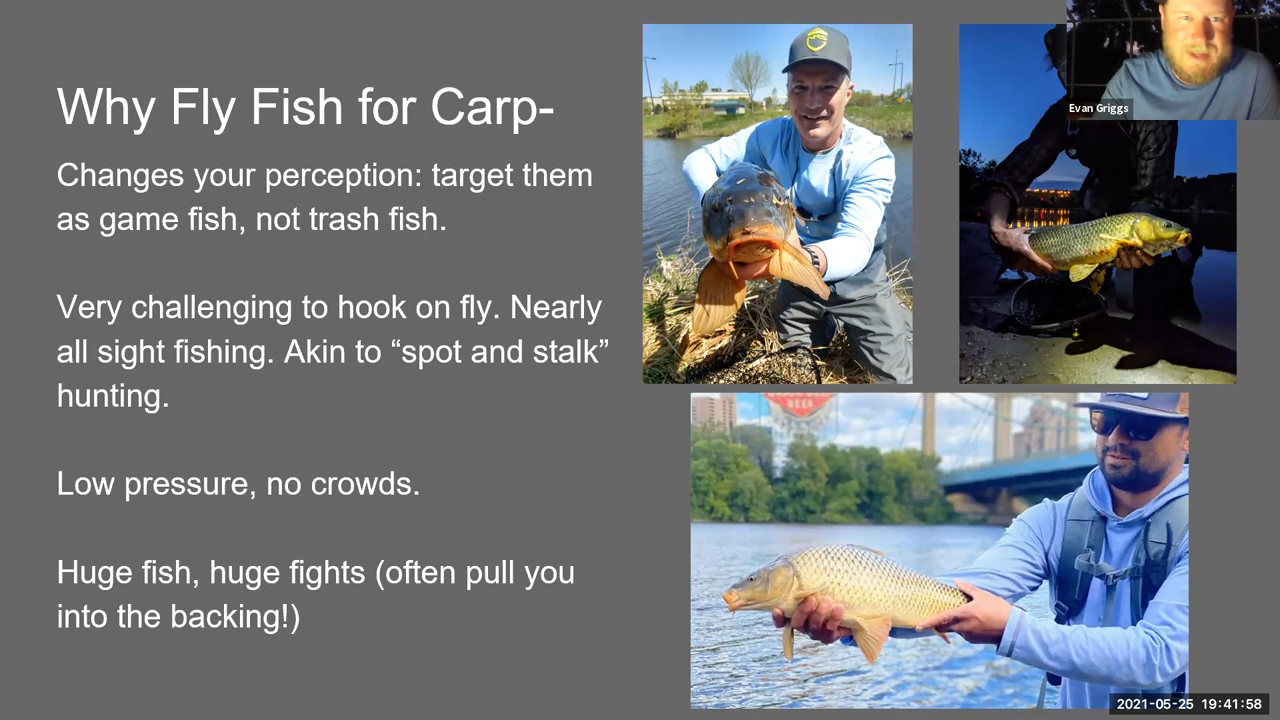 Why Fly Fish for Carp-
Changes your perception: target them
as game fish, not trash fish.
Very challenging to hook on fly. Nearly
all sight fishing. Akin to “spot and stalk”
hunting.
Low pressure, no crowds.
Huge fish, huge fights (often pull you
into the backing!)
Evan Griggs
2021-05-25 19:41:58